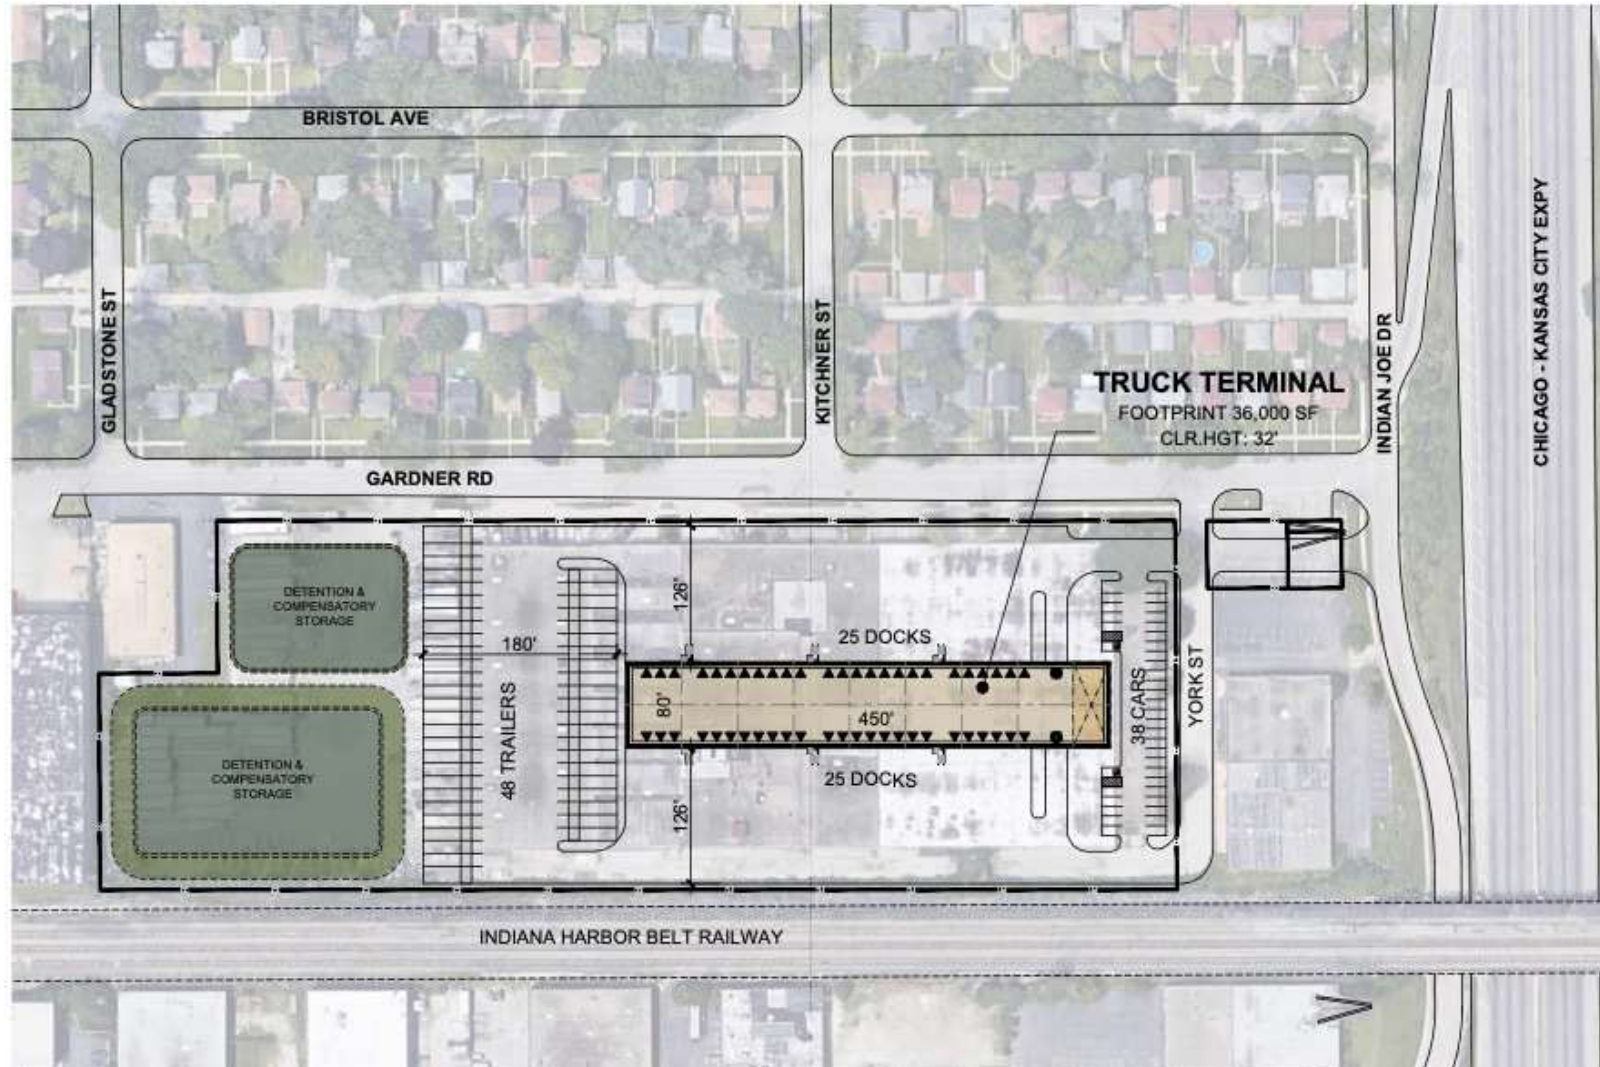 BRISTOL AVE
GLADSTONE ST
KITCHNER ST
INDIAN JOE DR
CHICAGO - KANSAS CITY EXPY
TRUCK TERMINAL
FOOTPRINT 36,000 SF
CLR.HGT: 32'
GARDNER RD
DETENTION &
COMPENSATORY
STORAGE
126'
25 DOCKS
180'
48 TRAILERS
80'
450'
38 CARS
YORK ST
DETENTION &
COMPENSATORY
STORAGE
25 DOCKS
126'
INDIANA HARBOR BELT RAILWAY